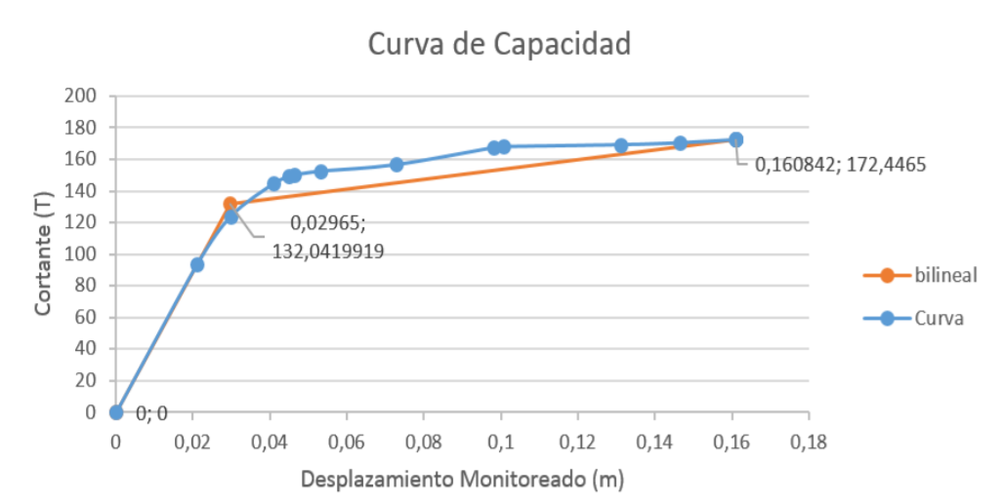 Curva de Capacidad
200
180
160
140
120
100
80
60
40
20
0
Cortante (T)
0,160842; 172,4465
0,02965;
132,0419919
0; 0
bilineal
Curva
0 0,02 0,04 0,06 0,08 0,1 0,12 0,14 0,16 0,18
Desplazamiento Monitoreado (m)